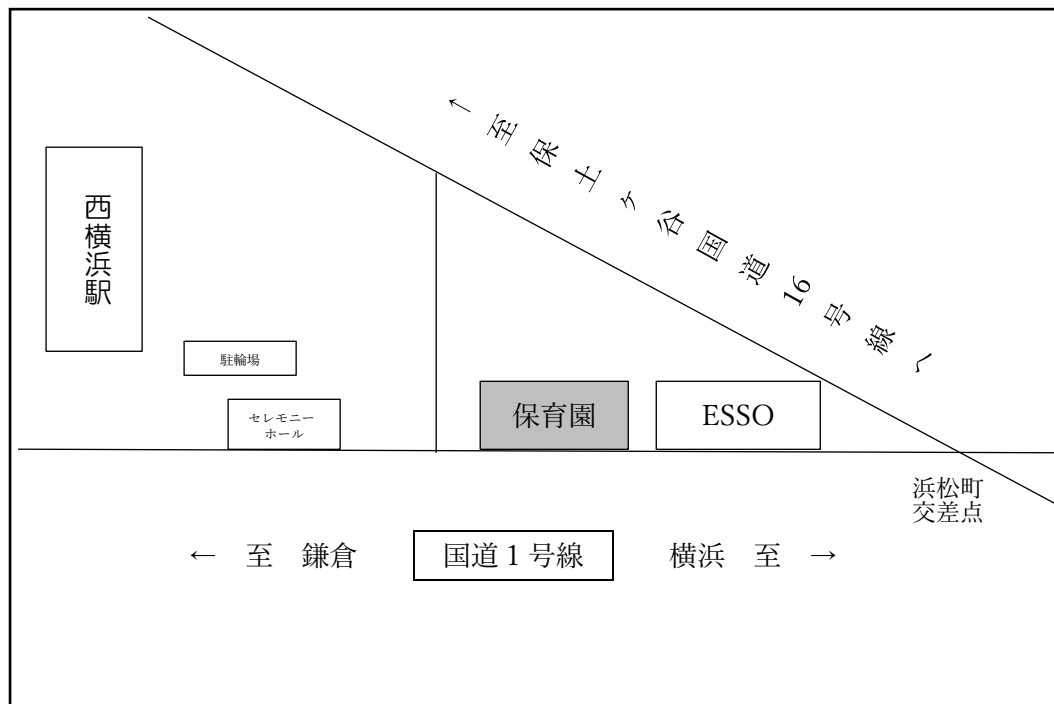 ↑ 至保土ヶ谷国道16号線へ
西横浜駅
駐輪場
セレモニー
ホール
保育園
ESSO
浜松町
交差点
← 至 鎌倉
国道1号線
横浜 至 →